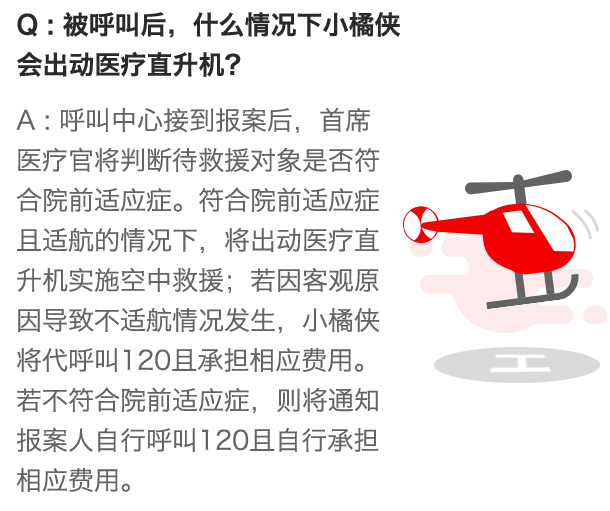 Q：被呼叫后，什么情况下小橘侠
会出动医疗直升机？
A：呼叫中心接到报案后，首席
医疗官将判断待救援对象是否符
合院前适应症。符合院前适应症
且适航的情况下，将出动医疗直
升机实施空中救援；若因客观原
因导致不适航情况发生，小橘侠
将代呼叫120且承担相应费用。
若不符合院前适应症，则将通知
报案人自行呼叫120且自行承担
相应费用。